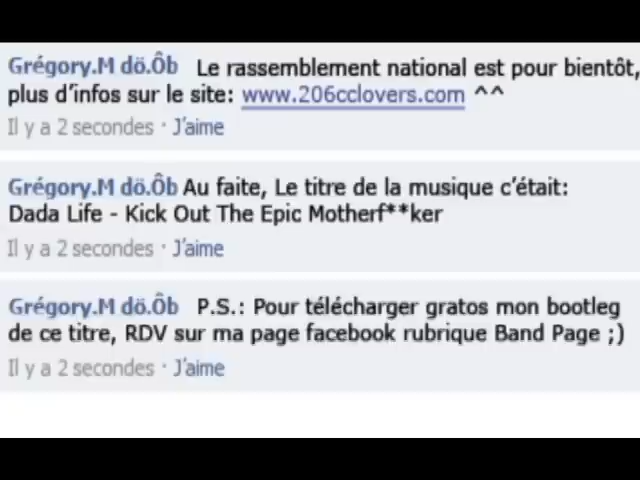 Grégory.M dö.Ôb Le rassemblement national est pour bientôt,
plus d'infos sur le site: www.206cclovers.com ^^
Il y a 2 secondes · J'aime
Grégory.M dö.Ôb Au faite, Le titre de la musique c'était:
Dada Life - Kick Out The Epic Motherf**ker
Il y a 2 secondes · J'aime
Grégory.M dö.Ôb P.S.: Pour télécharger gratos mon bootleg
de ce titre, RDV sur ma page facebook rubrique Band Page ;)
Il y a 2 secondes · J'aime